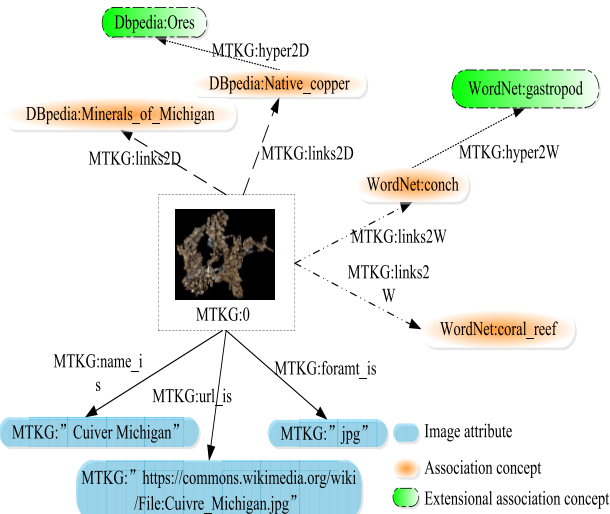 Dbpedia:Ores
MTKG:hyper2D
DBpedia:Native_copper
WordNet:gastropod
DBpedia:Minerals_of_Michigan
MTKG:links2D
MTKG:links2D
MTKG:hyper2W
WordNet:conch
MTKG:links2W
MTKG:links2
W
MTKG:0
WordNet:coral_reef
MTKG:name_i
s
MTKG:url_is
MTKG:foramt_is
MTKG:” Cuiver Michigan”
MTKG:” jpg”
MTKG:” https://commons.wikimedia.org/wiki
/File:Cuivre_Michigan.jpg”
Image attribute
Association concept
Extensional association concept